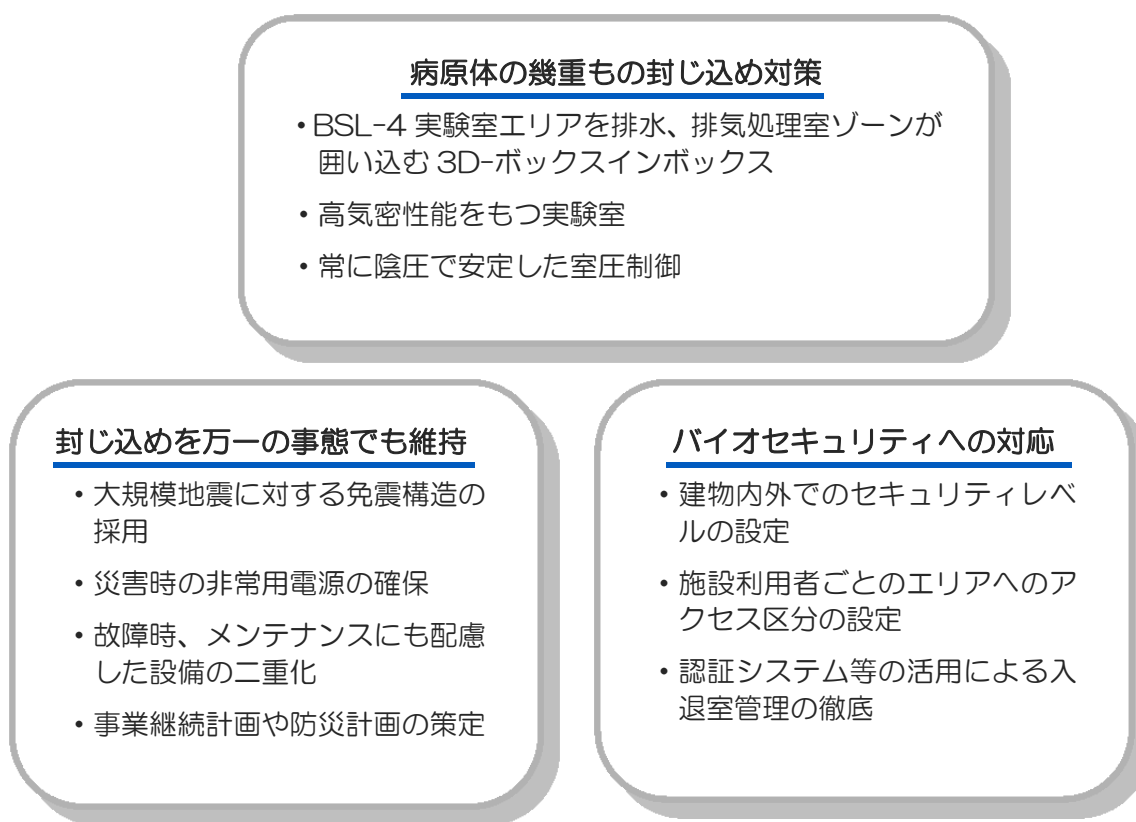 病原体の幾重もの封じ込め対策
・BSL-4 実験室エリアを排水、排気処理室ゾーンが
囲い込む 3D-ボックスインボックス
・高気密性能をもつ実験室
・常に陰圧で安定した室圧制御
封じ込めを万一の事態でも維持
・大規模地震に対する免震構造の
採用
・災害時の非常用電源の確保
・故障時、メンテナンスにも配慮
した設備の二重化
・事業継続計画や防災計画の策定
バイオセキュリティへの対応
・建物内外でのセキュリティレベ
ルの設定
・施設利用者ごとのエリアへのア
クセス区分の設定
・認証システム等の活用による入
退室管理の徹底